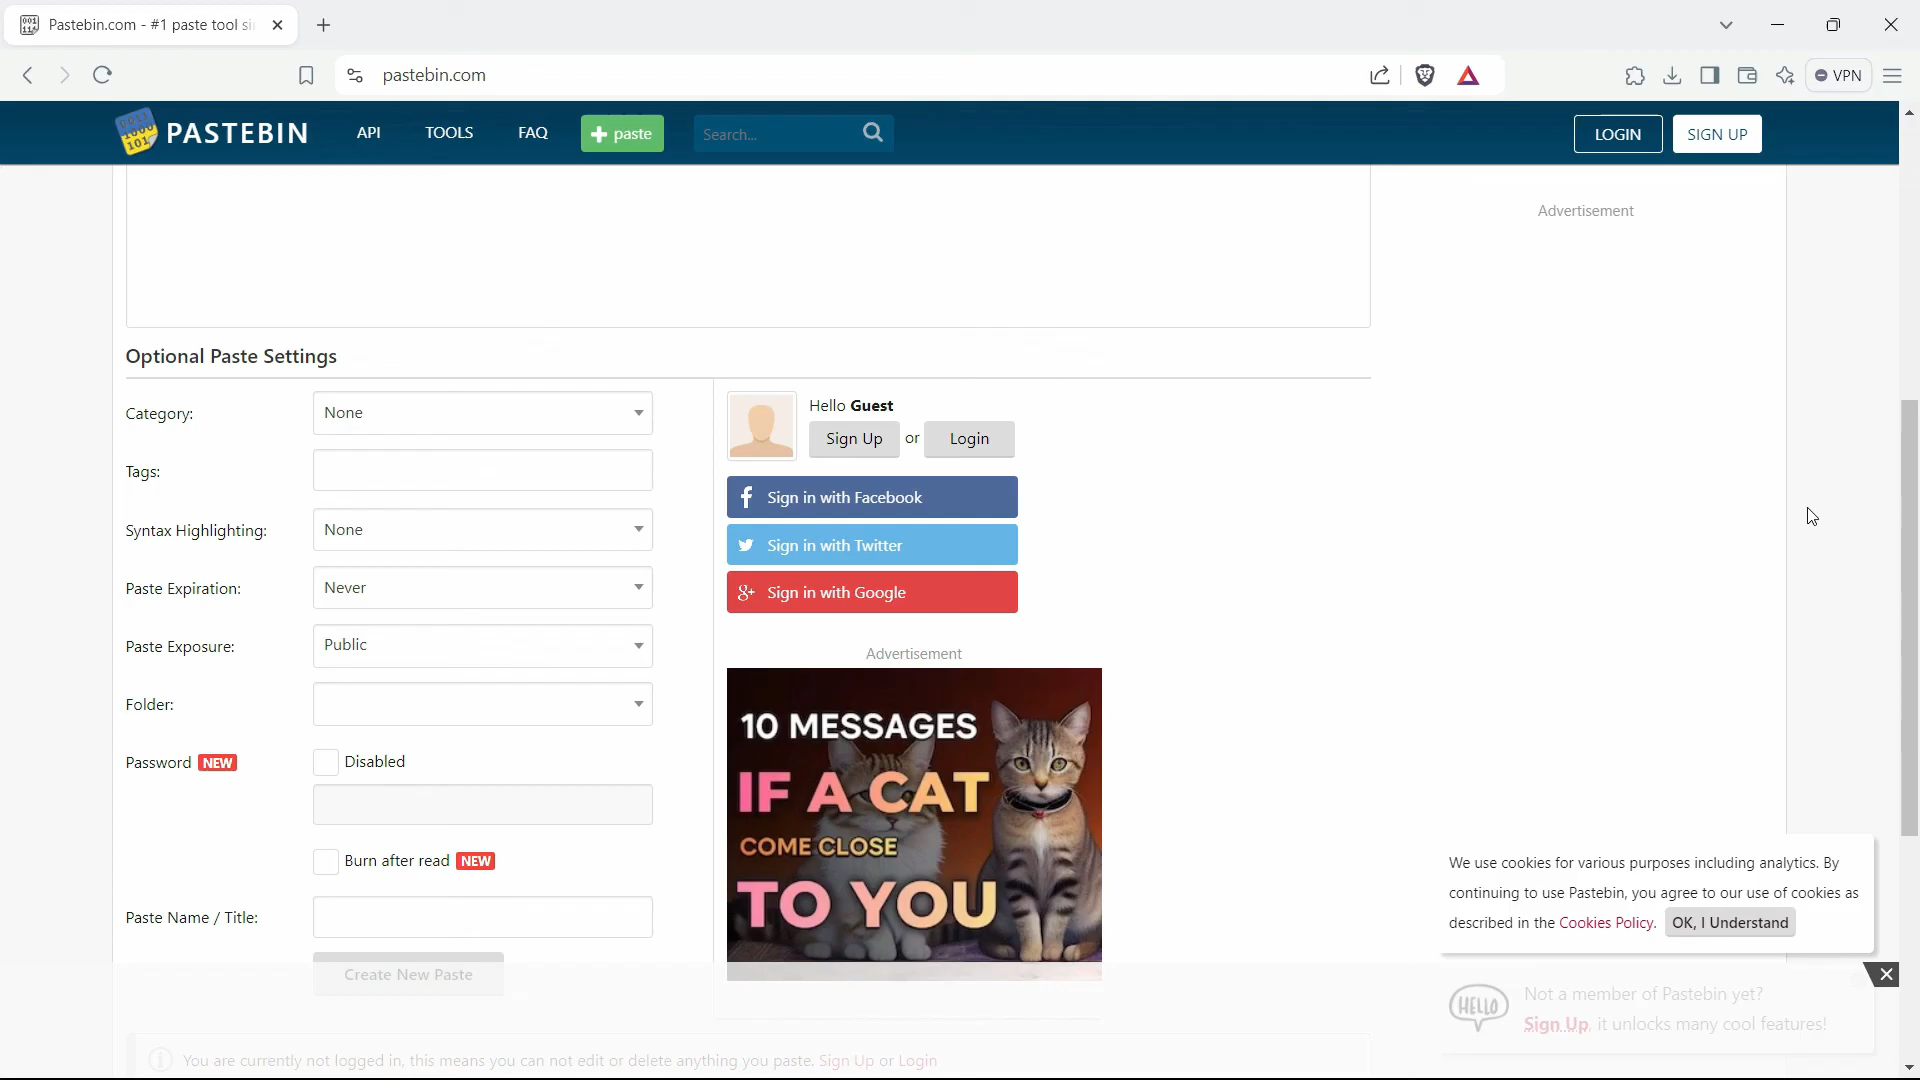 Pastebin.com - #1 paste tool si
pastebin.com
VPN
PASTEBIN
API
TOOLS
FAQ
+ paste
Search...
LOGIN
SIGN UP
Advertisement
Optional Paste Settings
Category:
None
Tags:
Syntax Highlighting:
None
Paste Expiration:
Never
Paste Exposure:
Public
Folder:
Password NEW
Disabled
Burn after read NEW
Paste Name / Title:
Create New Paste
Hello Guest
Sign Up or Login
Sign in with Facebook
Sign in with Twitter
Sign in with Google
Advertisement
10 MESSAGES
IF A CAT
COME CLOSE
TO YOU
We use cookies for various purposes including analytics. By
continuing to use Pastebin, you agree to our use of cookies as
described in the Cookies Policy. OK, I Understand
HELLO
Not a member of Pastebin yet?
Sign Up, it unlocks many cool features!
You are currently not logged in, this means you can not edit or delete anything you paste. Sign Up or Login